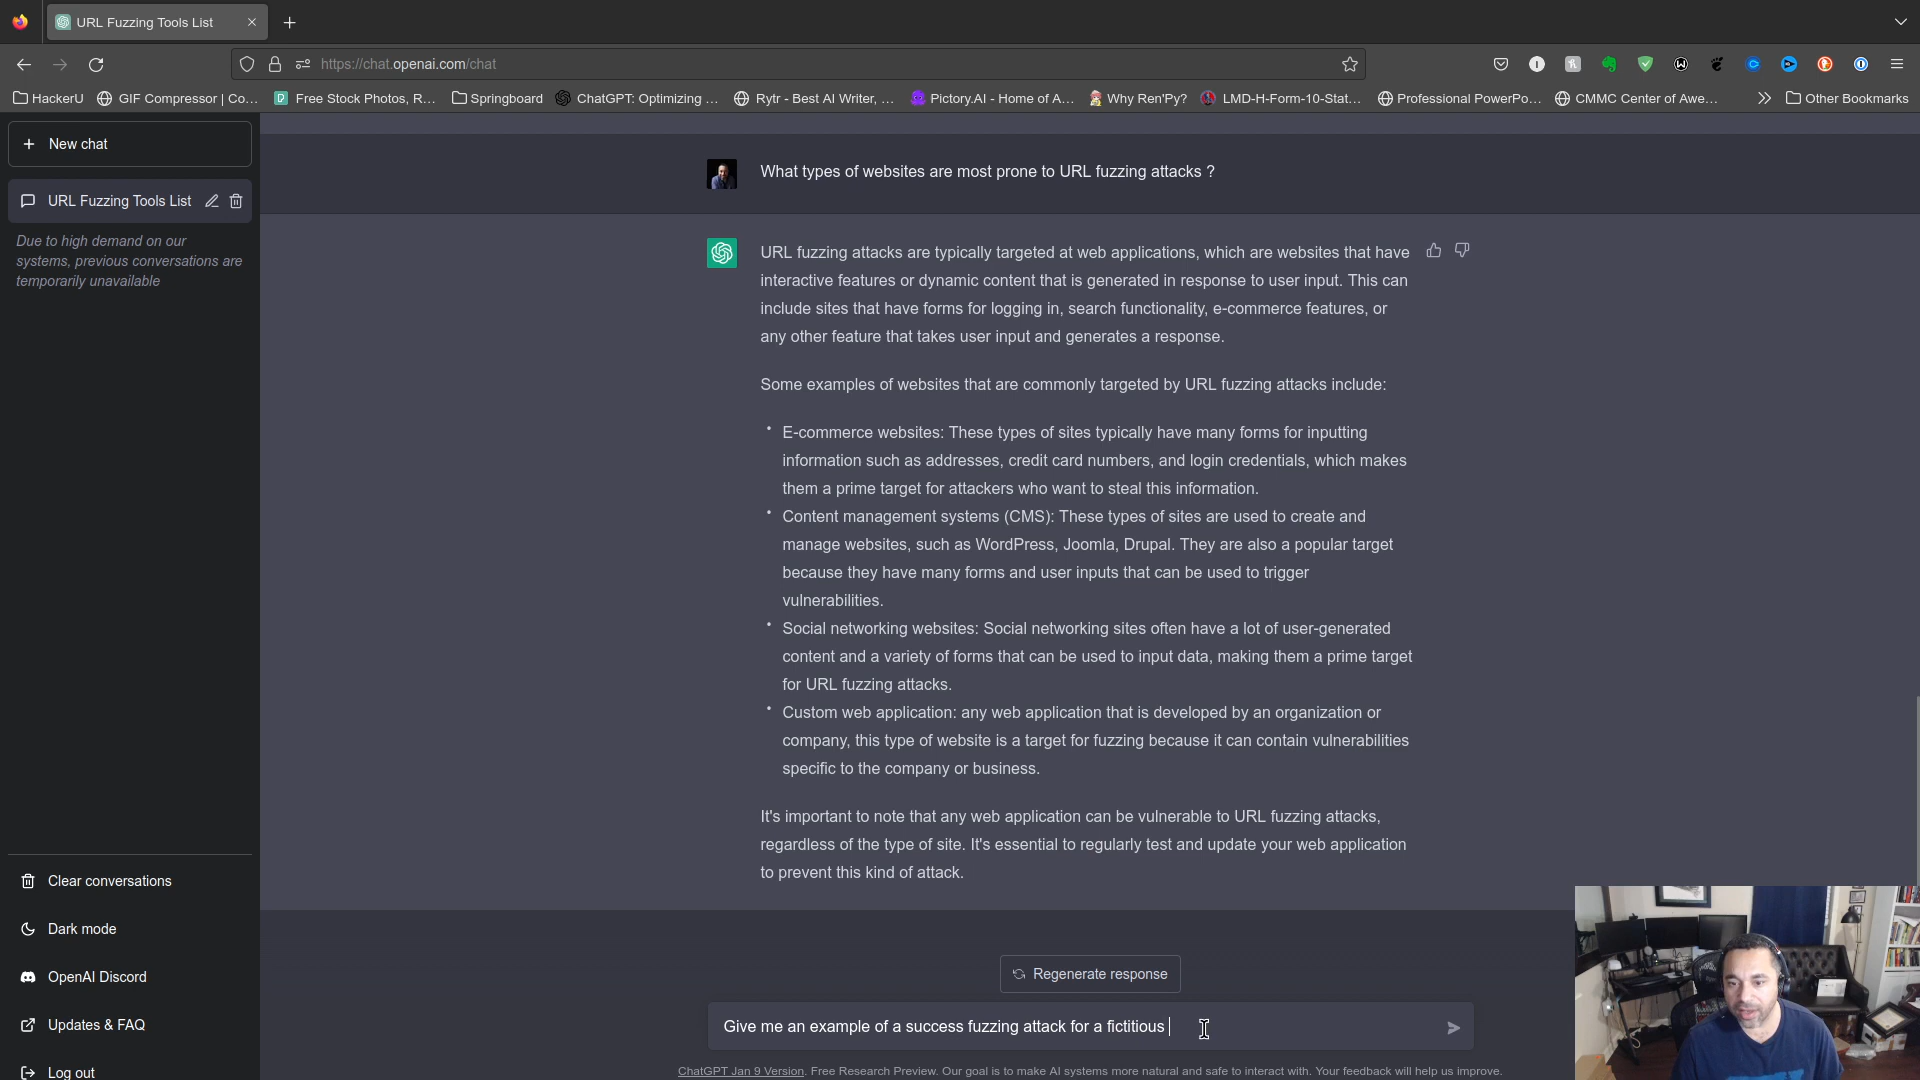 URL Fuzzing Tools List
https://chat.openai.com/chat
HackerU
GIF Compressor | Co...
Free Stock Photos, R...
Springboard
ChatGPT: Optimizing ...
Rytr - Best AI Writer, ...
Pictory.AI - Home of A...
Why Ren'Py?
LMD-H-Form-10-Stat...
Professional PowerPo...
CMMC Center of Awe...
Other Bookmarks
New chat
URL Fuzzing Tools List
Due to high demand on our
systems, previous conversations are
temporarily unavailable
What types of websites are most prone to URL fuzzing attacks ?
URL fuzzing attacks are typically targeted at web applications, which are websites that have
interactive features or dynamic content that is generated in response to user input. This can
include sites that have forms for logging in, search functionality, e-commerce features, or
any other feature that takes user input and generates a response.
Some examples of websites that are commonly targeted by URL fuzzing attacks include:
• E-commerce websites: These types of sites typically have many forms for inputting
information such as addresses, credit card numbers, and login credentials, which makes
them a prime target for attackers who want to steal this information.
• Content management systems (CMS): These types of sites are used to create and
manage websites, such as WordPress, Joomla, Drupal. They are also a popular target
because they have many forms and user inputs that can be used to trigger
vulnerabilities.
• Social networking websites: Social networking sites often have a lot of user-generated
content and a variety of forms that can be used to input data, making them a prime target
for URL fuzzing attacks.
• Custom web application: any web application that is developed by an organization or
company, this type of website is a target for fuzzing because it can contain vulnerabilities
specific to the company or business.
It's important to note that any web application can be vulnerable to URL fuzzing attacks,
regardless of the type of site. It's essential to regularly test and update your web application
to prevent this kind of attack.
Clear conversations
Dark mode
OpenAI Discord
Updates & FAQ
Log out
Regenerate response
Give me an example of a success fuzzing attack for a fictitious
ChatGPT Jan 9 Version. Free Research Preview. Our goal is to make AI systems more natural and safe to interact with. Your feedback will help us improve.